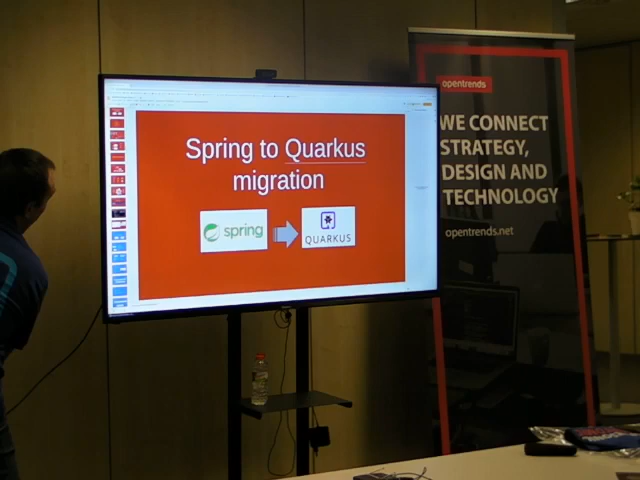 Spring to Quarkus
migration
spring
QUARKUS
opentrends
WE CONNECT
STRATEGY,
DESIGN AND
TECHNOLOGY
opentrends.net